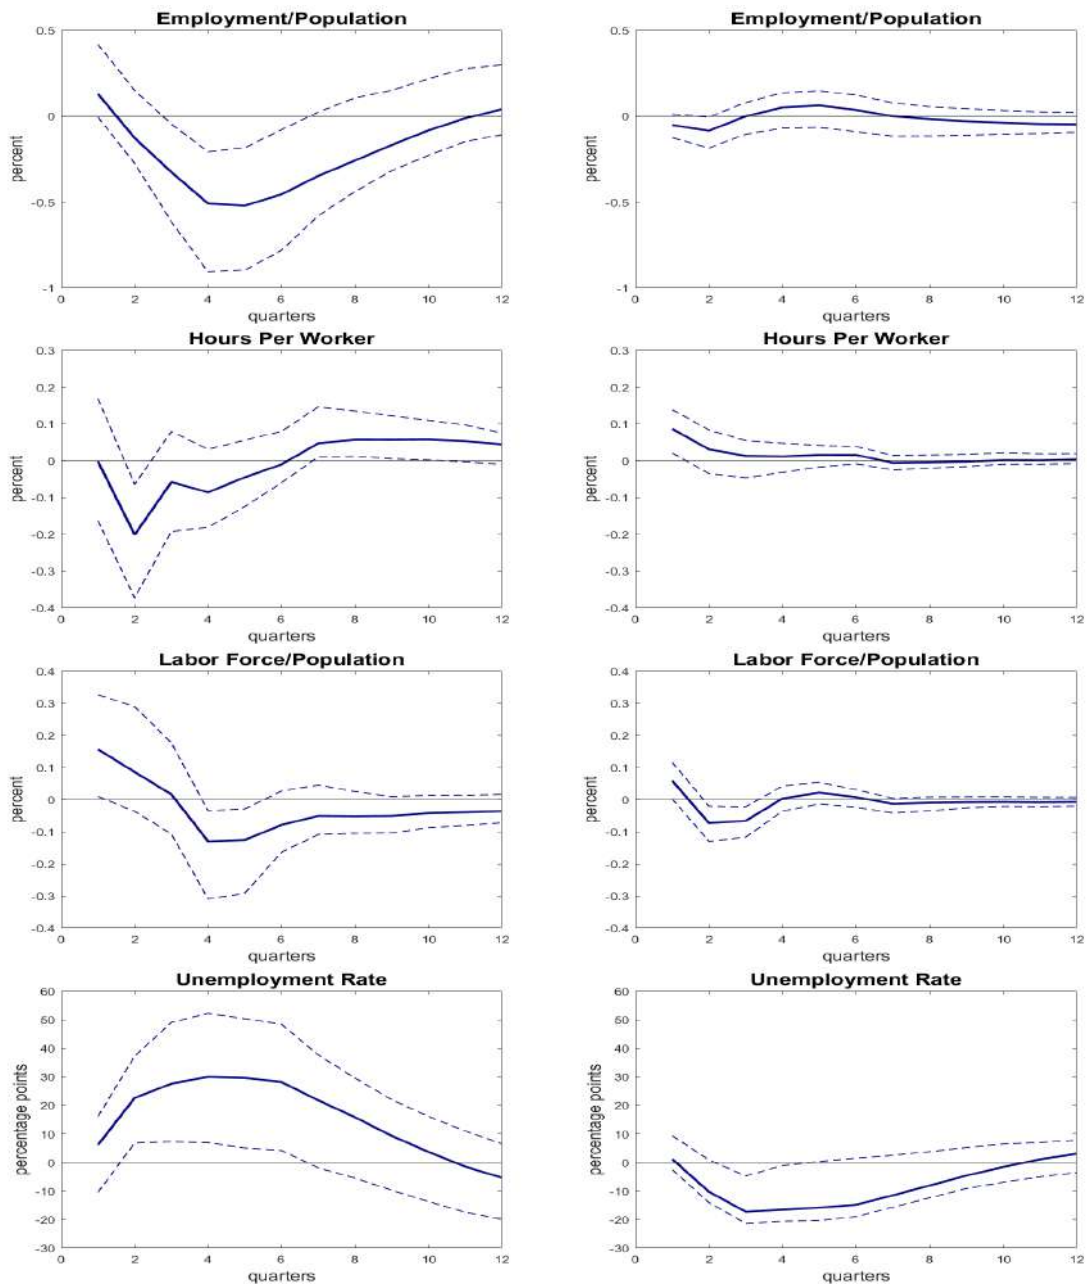 Employment/Population
0.5
0
-0.5
-1
percent
0 2 4 6 8 10 12
quarters
Employment/Population
0.5
0
-0.5
-1
percent
0 2 4 6 8 10 12
quarters
Hours Per Worker
0.3
0.2
0.1
0
-0.1
-0.2
-0.3
-0.4
percent
0 2 4 6 8 10 12
quarters
Hours Per Worker
0.3
0.2
0.1
0
-0.1
-0.2
-0.3
-0.4
percent
0 2 4 6 8 10 12
quarters
Labor Force/Population
0.4
0.3
0.2
0.1
0
-0.1
-0.2
-0.3
-0.4
percent
0 2 4 6 8 10 12
quarters
Labor Force/Population
0.4
0.3
0.2
0.1
0
-0.1
-0.2
-0.3
-0.4
percent
0 2 4 6 8 10 12
quarters
Unemployment Rate
60
50
40
30
20
10
0
-10
-20
-30
percentage points
0 2 4 6 8 10 12
quarters
Unemployment Rate
60
50
40
30
20
10
0
-10
-20
-30
percentage points
0 2 4 6 8 10 12
quarters